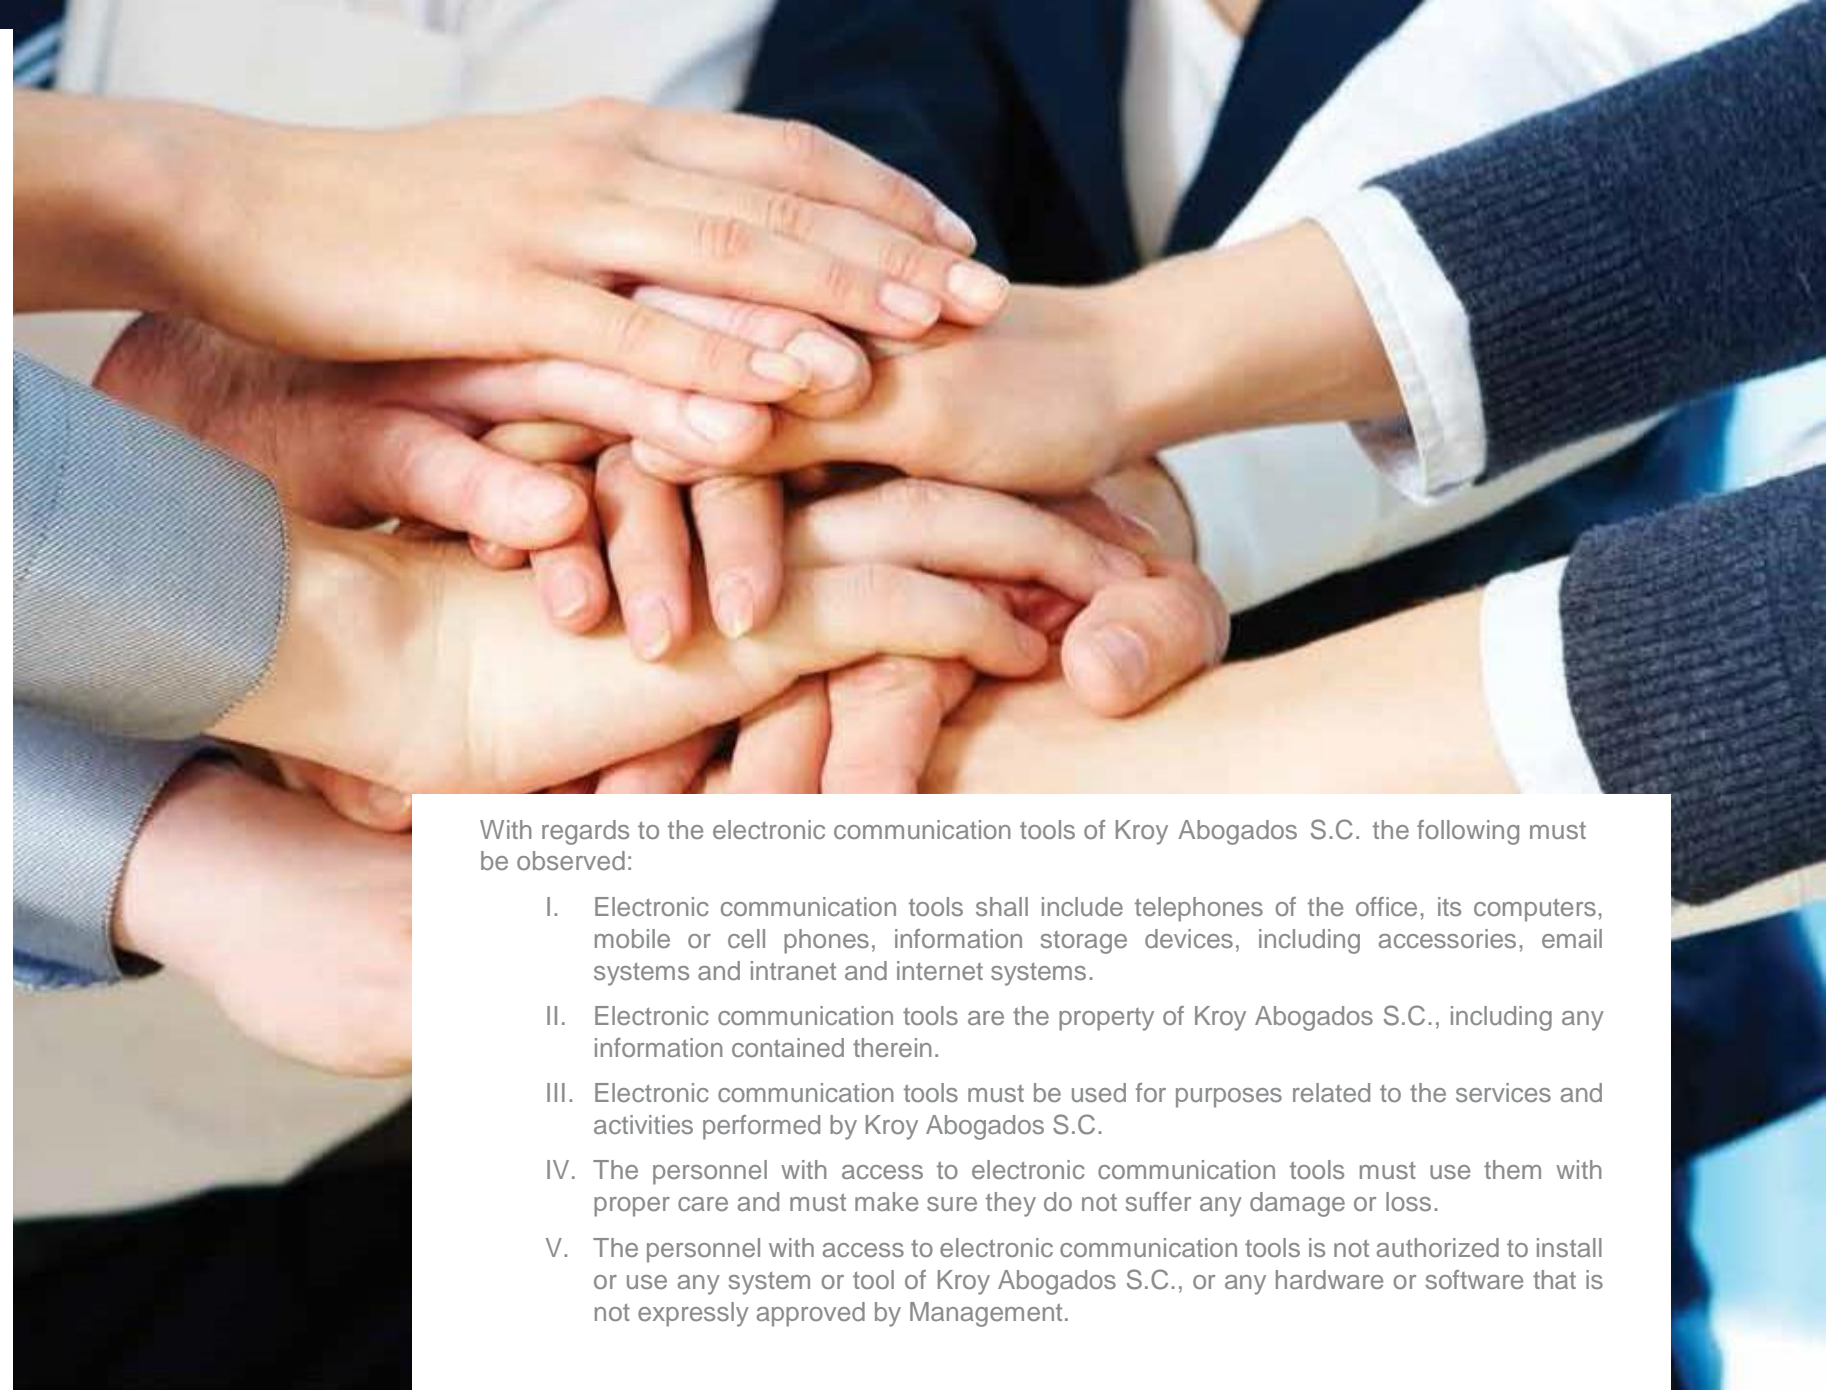 With regards to the electronic communication tools of Kroy Abogados S.C. the following must
be observed:
I. Electronic communication tools shall include telephones of the office, its computers,
mobile or cell phones, information storage devices, including accessories, email
systems and intranet and internet systems.
II. Electronic communication tools are the property of Kroy Abogados S.C., including any
information contained therein.
III. Electronic communication tools must be used for purposes related to the services and
activities performed by Kroy Abogados S.C.
IV. The personnel with access to electronic communication tools must use them with
proper care and must make sure they do not suffer any damage or loss.
V. The personnel with access to electronic communication tools is not authorized to install
or use any system or tool of Kroy Abogados S.C., or any hardware or software that is
not expressly approved by Management.